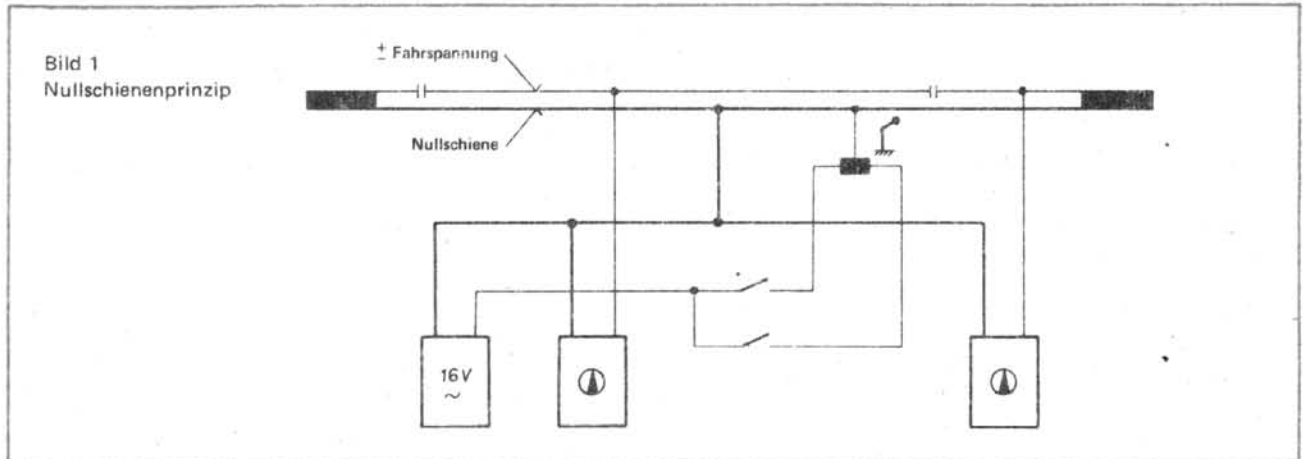 Bild 1
Nullschienenprinzip
± Fahrspannung
Nullschiene
16 V
~